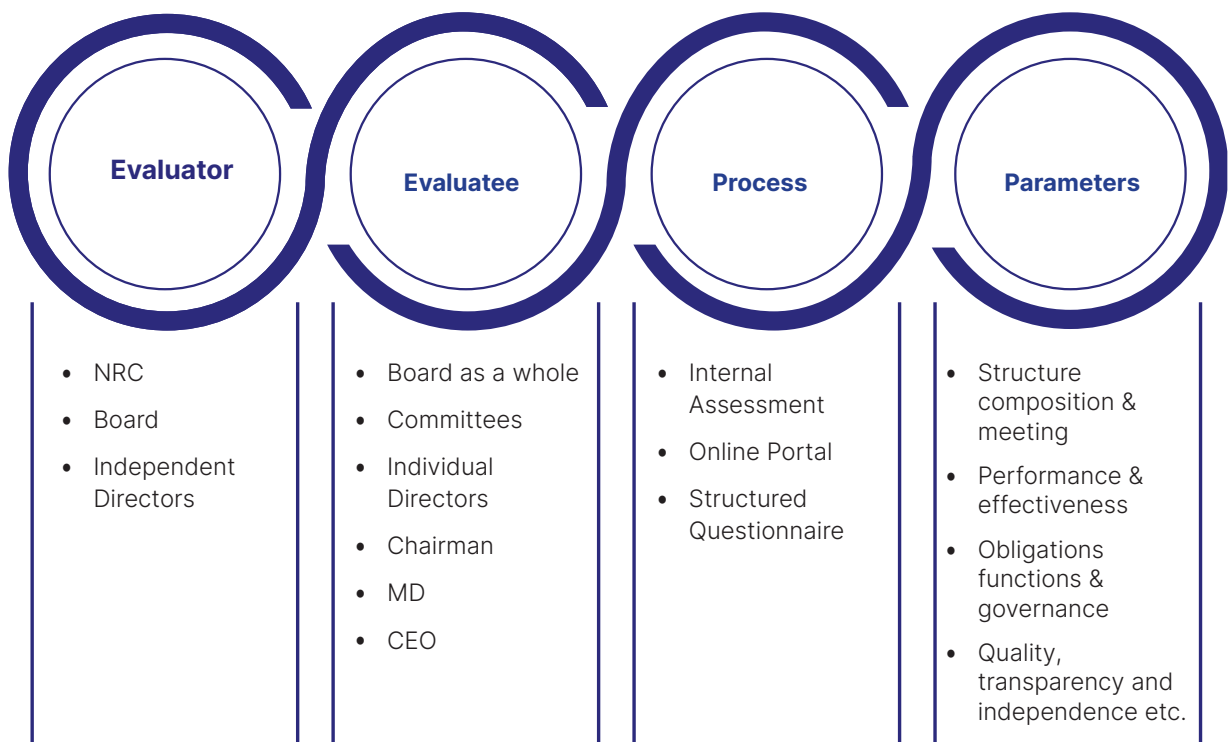 Evaluator
• NRC
• Board
• Independent
Directors
Evaluatee
• Board as a whole
• Committees
• Individual
Directors
• Chairman
• MD
• CEO
Process
• Internal
Assessment
• Online Portal
• Structured
Questionnaire
Parameters
• Structure
composition &
meeting
• Performance &
effectiveness
• Obligations
functions &
governance
• Quality,
transparency and
independence etc.